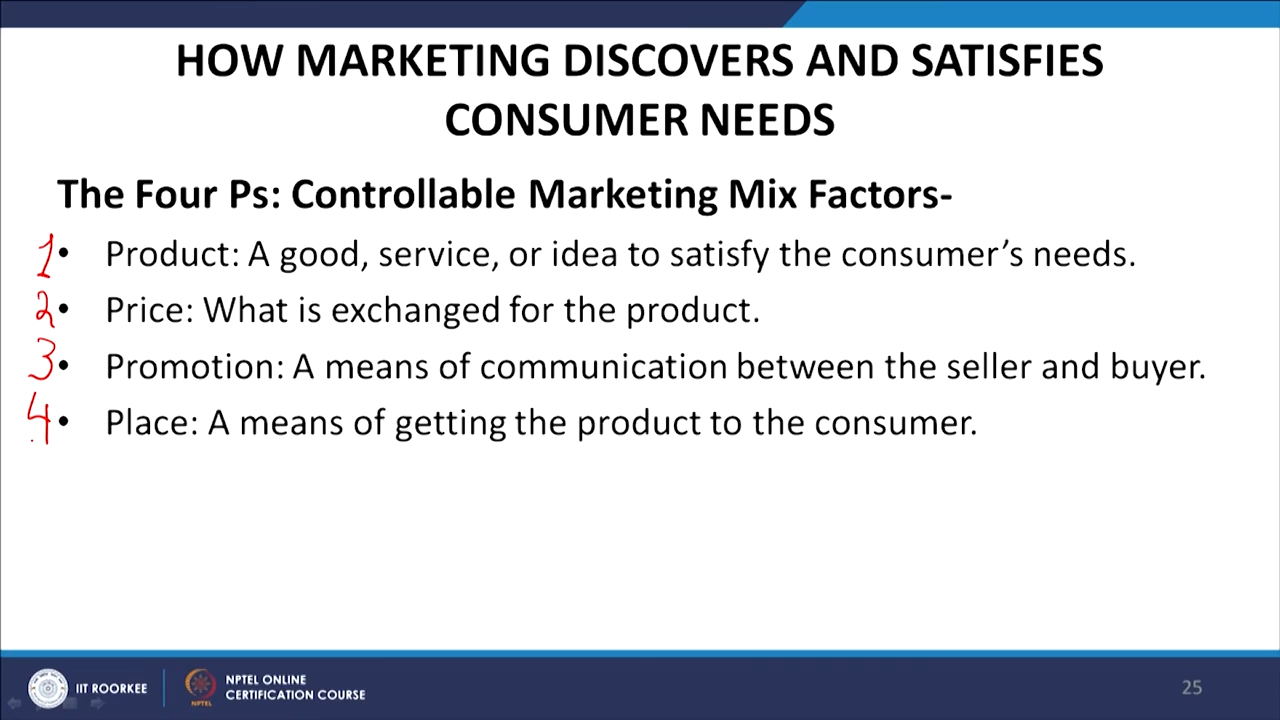 HOW MARKETING DISCOVERS AND SATISFIES
CONSUMER NEEDS
The Four Ps: Controllable Marketing Mix Factors-
1• Product: A good, service, or idea to satisfy the consumer’s needs.
2• Price: What is exchanged for the product.
3• Promotion: A means of communication between the seller and buyer.
4• Place: A means of getting the product to the consumer.
IIT ROORKEE
NPTEL
NPTEL ONLINE
CERTIFICATION COURSE
25